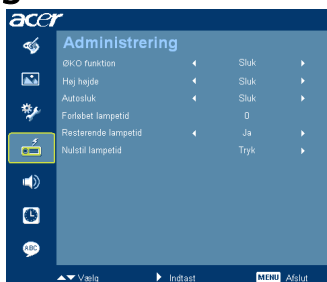 acer
Administrering
ØKO funktion Sluk
Høj højde Sluk
Autosluk Sluk
Forløbet lampetid 0
Resterende lampetid Ja
Nulstil lampetid Tryk
ABC
Vælg Indtast MENU Afslut